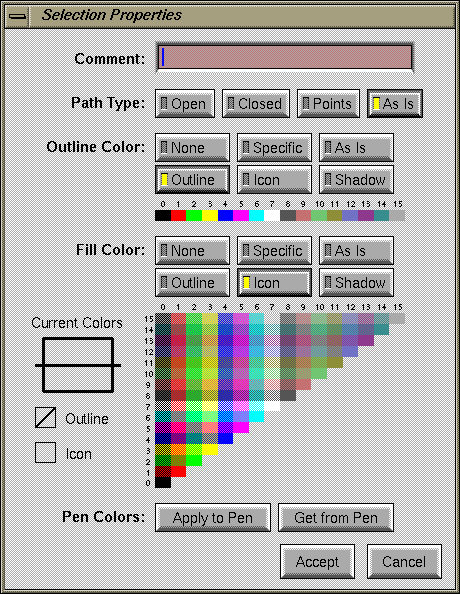 Selection Properties
Comment:
Path Type: Open Closed Points As Is
Outline Color: None Specific As Is
Outline Icon Shadow
0 1 2 3 4 5 6 7 8 9 10 11 12 13 14 15
Fill Color: None Specific As Is
Outline Icon Shadow
0 1 2 3 4 5 6 7 8 9 10 11 12 13 14 15
15
Current Colors
14
13
12
11
10
9
8
7
6
Outline
5
4
3
Icon
2
1
0
Pen Colors: Apply to Pen Get from Pen
Accept Cancel